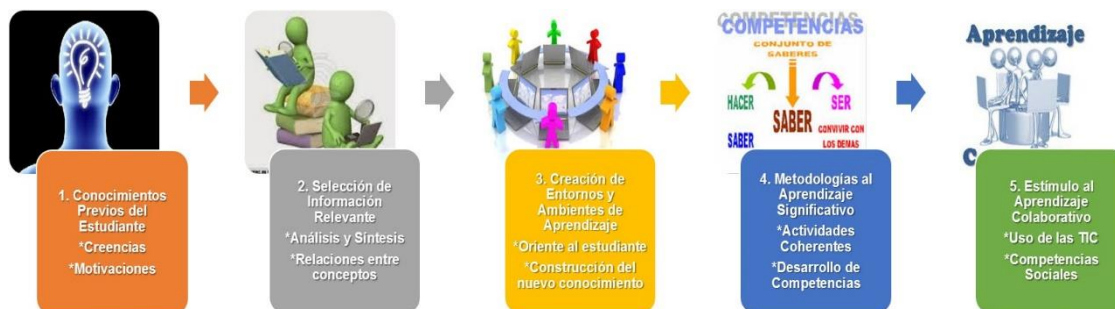 COMPETENCIAS
COMPETENCIAS
CONJUNTO DE
SABERES
HACER
SER
SABER
SABER
CONVIVIR CON
LOS DEMAS
Aprendizaje
C
1. Conocimientos
Previos del
Estudiante
*Creencias
*Motivaciones
2. Selección de
Información
Relevante
*Análisis y Síntesis
*Relaciones entre
conceptos
3. Creación de
Entornos y
Ambientes de
Aprendizaje
*Oriente al estudiante
*Construcción del
nuevo conocimiento
4. Metodologías al
Aprendizaje
Significativo
*Actividades
Coherentes
*Desarrollo de
Competencias
5. Estímulo al
Aprendizaje
Colaborativo
*Uso de las TIC
*Competencias
Sociales